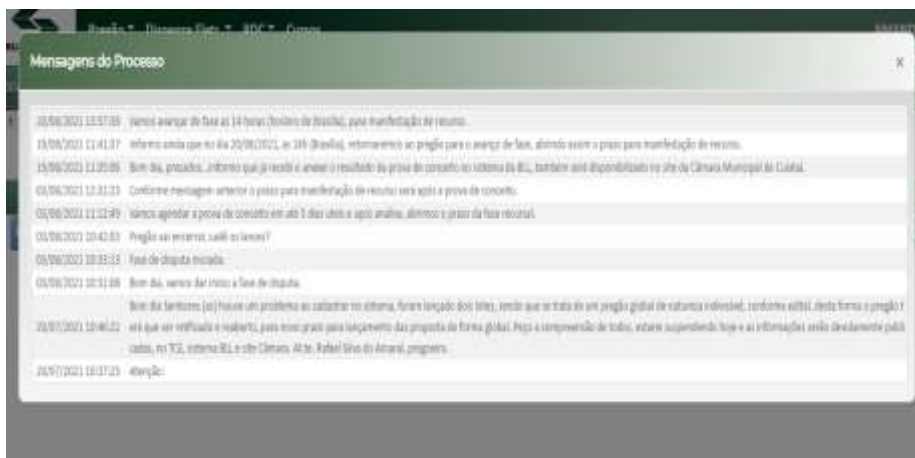 Pregão Dispensa Eletr. RDC Cursos
Mensagens do Processo X
20/08/2021 13:57:08 Vamos avançar de fase as 14 horas (horário de Brasília), para manifestação de recurso.
19/08/2021 11:41:37 Informo ainda que no dia 20/08/2021, as 14h (Brasília), retornaremos ao pregão para o avanço de fase, abrindo assim o prazo para manifestação de recurso.
19/08/2021 11:35:06 Bom dia, prezados.. informo que já recebi e anexei o resultado da prova de conceito no sistema da BLL, também será disponibilizado no site da Câmara Municipal de Cuiabá.
03/08/2021 12:31:33 Conforme mensagem anterior o prazo para manifestação de recurso será após a prova de conceito.
03/08/2021 11:12:49 Vamos agendar a prova de conceito em até 5 dias úteis e após análise, abrimos o prazo da fase recursal.
03/08/2021 10:42:03 Pregão vai encerrar, cadê os lances?
03/08/2021 10:33:13 Fase de disputa iniciada.
03/08/2021 10:31:08 Bom dia, vamos dar início a fase de disputa.
Bom dia Senhores (as) houve um problema ao cadastrar no sistema, foram lançado dois lotes, sendo que se trata de um pregão global de natureza indivisível, conforme edital, desta forma o pregão t
20/07/2021 10:46:22 erá que ser retificado e reaberto, para novo prazo para lançamento das proposta de forma global. Peço a compreensão de todos, estarei suspendendo hoje e as informações serão devidamente publi
cadas, no TCE, sistema BLL e site Câmara. At.te. Rafael Silva do Amaral, pregoeiro.
20/07/2021 10:37:25 Atenção: